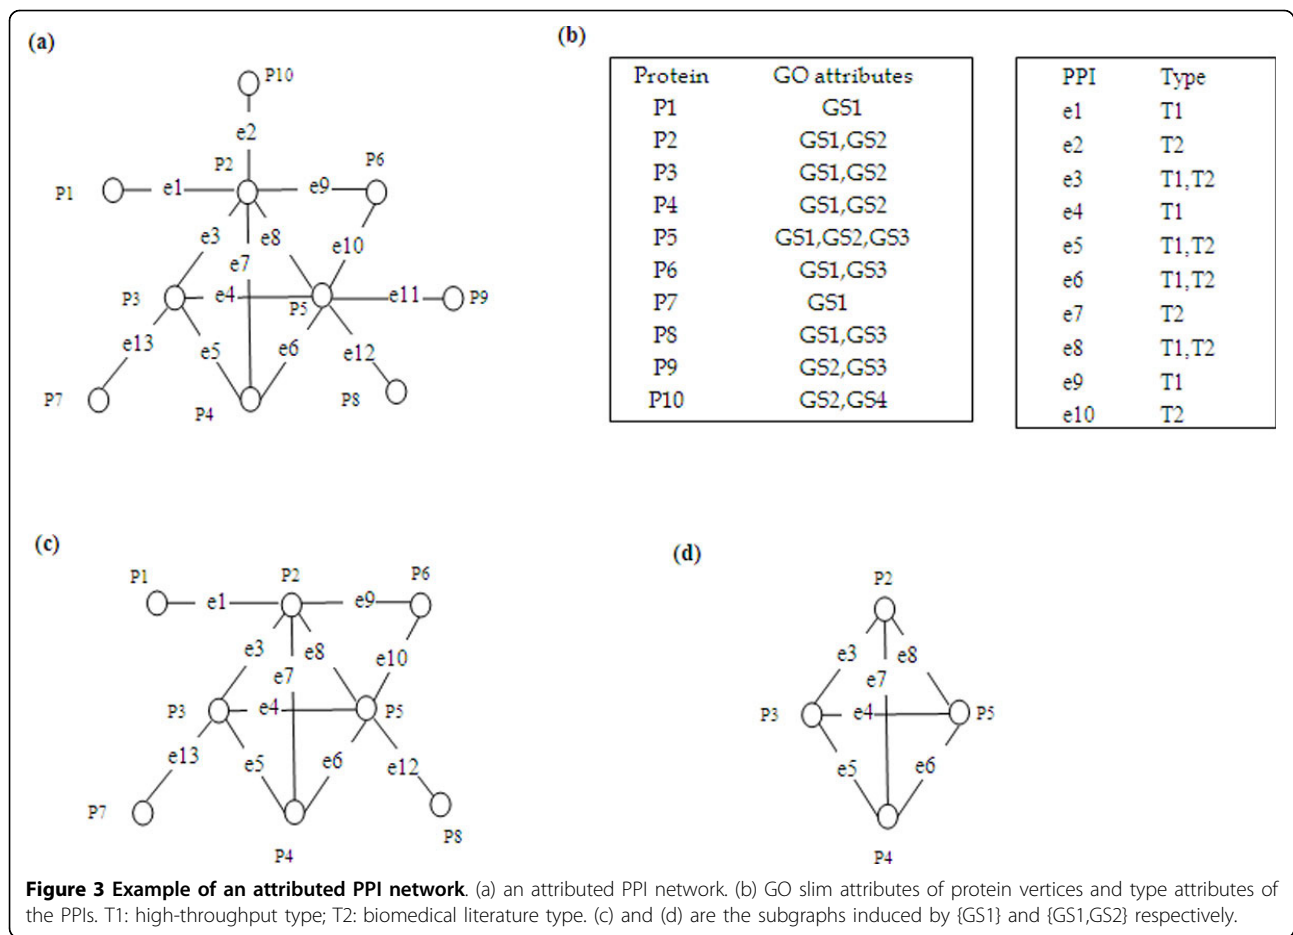 (a)
P10
e2
P2
P6
P1
e1
e9
e3
e8
e10
e7
P3
e4
P5
e11
P9
e13
e5
e6
e12
P7
P4
P8
(b)
Protein GO attributes
P1 GS1
P2 GS1,GS2
P3 GS1,GS2
P4 GS1,GS2
P5 GS1,GS2,GS3
P6 GS1,GS3
P7 GS1
P8 GS1,GS3
P9 GS2,GS3
P10 GS2,GS4
PPI Type
e1 T1
e2 T2
e3 T1,T2
e4 T1
e5 T1,T2
e6 T1,T2
e7 T2
e8 T1,T2
e9 T1
e10 T2
(c)
P1
P2
P6
e1
e9
e3
e8
e10
e7
P3
e4
P5
e13
e5
e6
e12
P7
P8
P4
(d)
P2
e3
e8
e7
P3
e4
P5
e5
e6
P4
Figure 3 Example of an attributed PPI network. (a) an attributed PPI network. (b) GO slim attributes of protein vertices and type attributes of
the PPIs. T1: high-throughput type; T2: biomedical literature type. (c) and (d) are the subgraphs induced by {GS1} and {GS1,GS2} respectively.